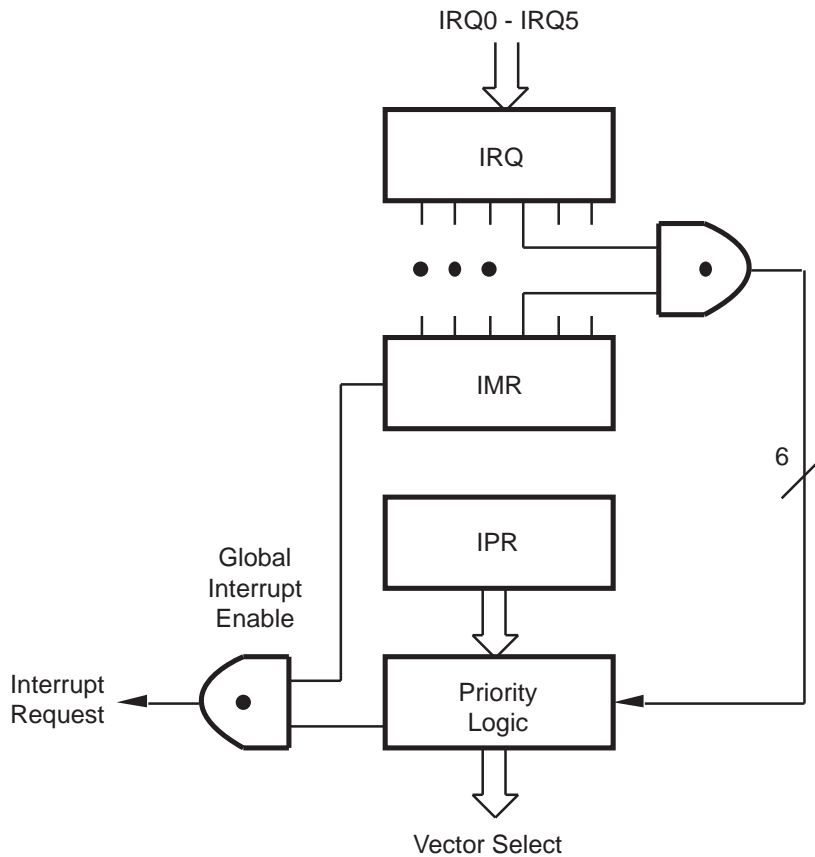 IRQ0 - IRQ5
IRQ
IMR
6
IPR
Global
Interrupt
Enable
Interrupt
Request
Priority
Logic
Vector Select